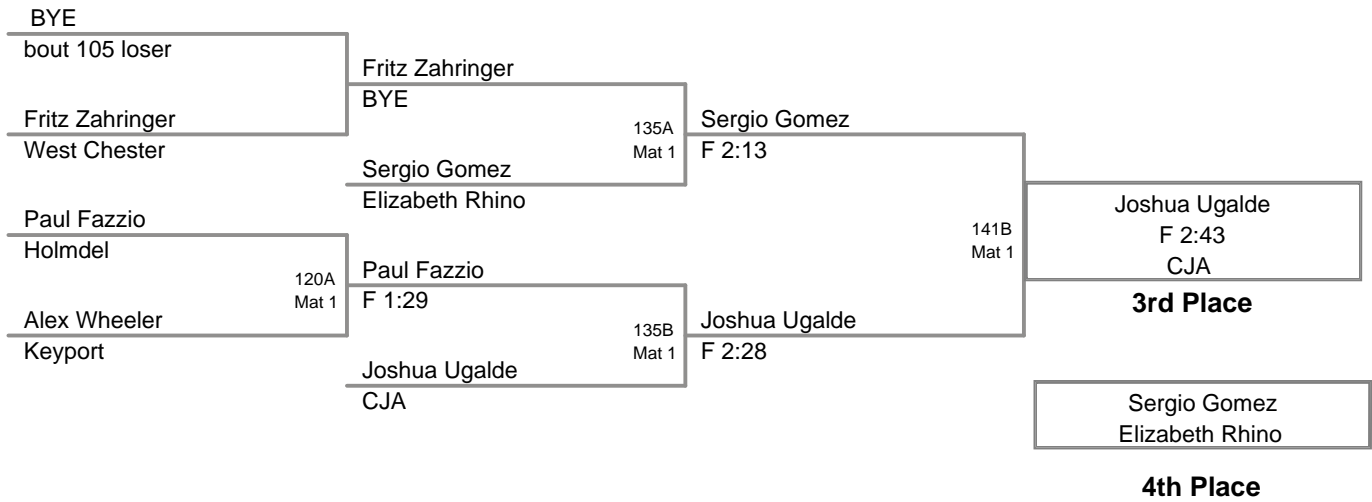 BYE
bout 105 loser
Fritz Zahringer
West Chester
Paul Fazzio
Holmdel
Alex Wheeler
Keyport
120A
Mat 1
Fritz Zahringer
BYE
Sergio Gomez
Elizabeth Rhino
Paul Fazzio
F 1:29
Joshua Ugalde
CJA
135A
Mat 1
135B
Mat 1
Sergio Gomez
F 2:13
Joshua Ugalde
F 2:28
141B
Mat 1
Joshua Ugalde
F 2:43
CJA
3rd Place
Sergio Gomez
Elizabeth Rhino
4th Place